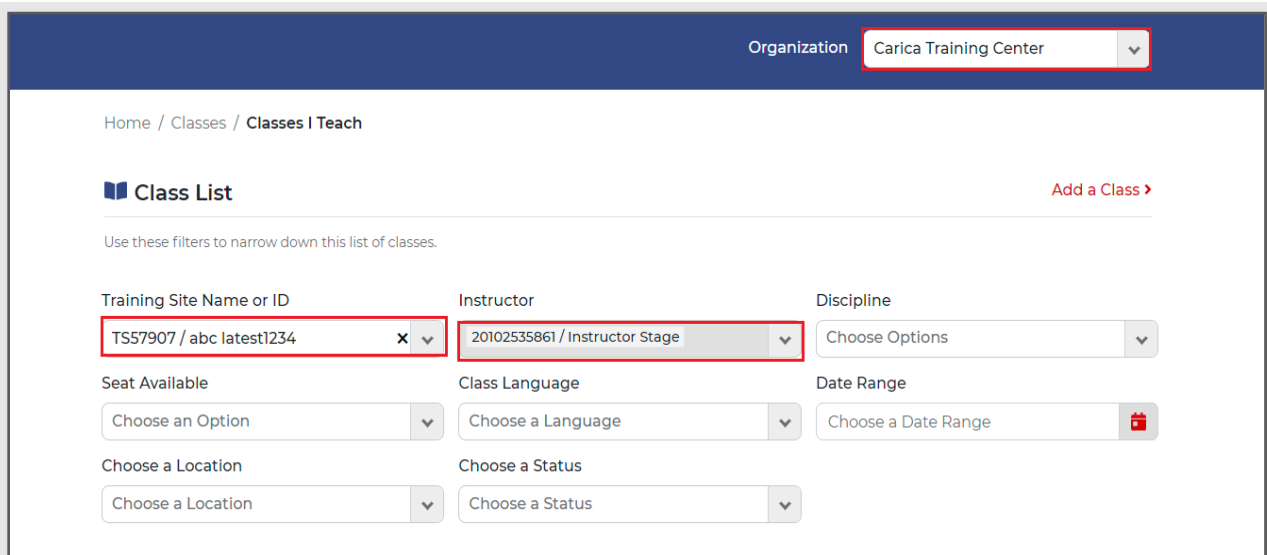 Organization Carica Training Center
Home / Classes / Classes I Teach
Class List
Add a Class
Use these filters to narrow down this list of classes.
Training Site Name or ID Instructor Discipline
TS57907 / abc latest1234 x 20102535861 / Instructor Stage Choose Options
Seat Available Class Language Date Range
Choose an Option Choose a Language Choose a Date Range
Choose a Location Choose a Status
Choose a Location Choose a Status